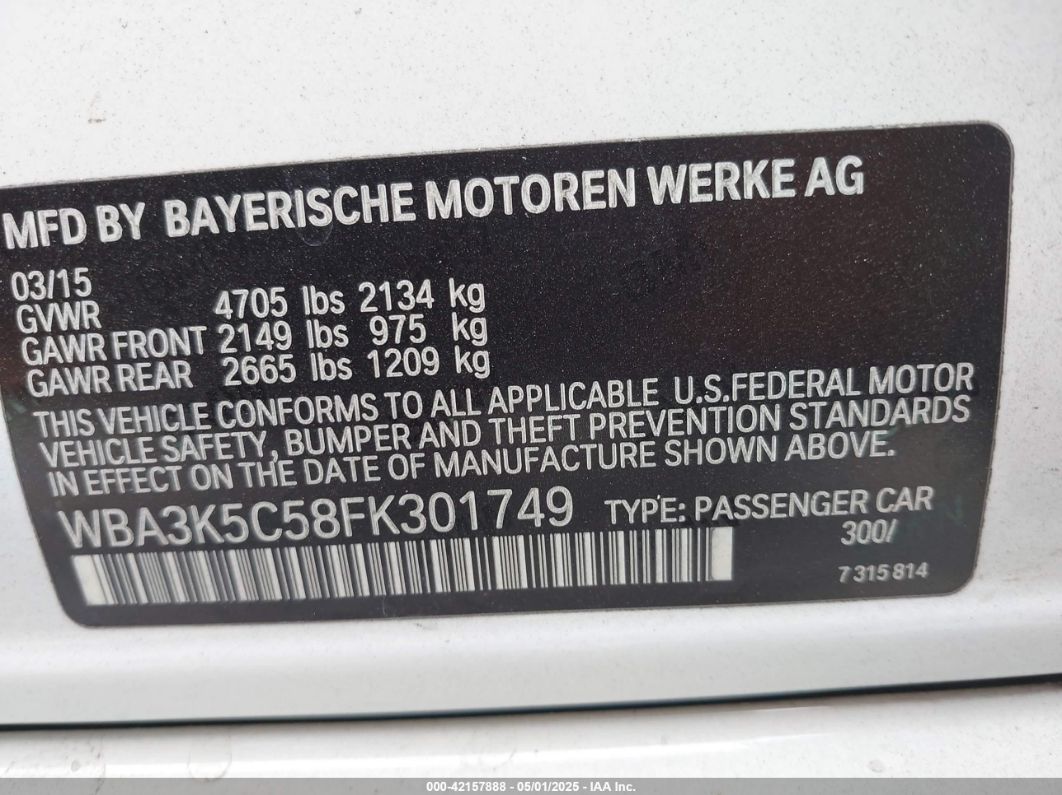 MFD BY BAYERISCHE MOTOREN WERKE AG
03/15
GVWR 4705 lbs 2134 kg
GAWR FRONT 2149 lbs 975 kg
GAWR REAR 2665 lbs 1209 kg
THIS VEHICLE CONFORMS TO ALL APPLICABLE U.S.FEDERAL MOTOR
VEHICLE SAFETY, BUMPER AND THEFT PREVENTION STANDARDS
IN EFFECT ON THE DATE OF MANUFACTURE SHOWN ABOVE.
WBA3K5C58FK301749 TYPE: PASSENGER CAR
300/
7 315 814
000-42157888 - 05/01/2025 - IAA Inc.